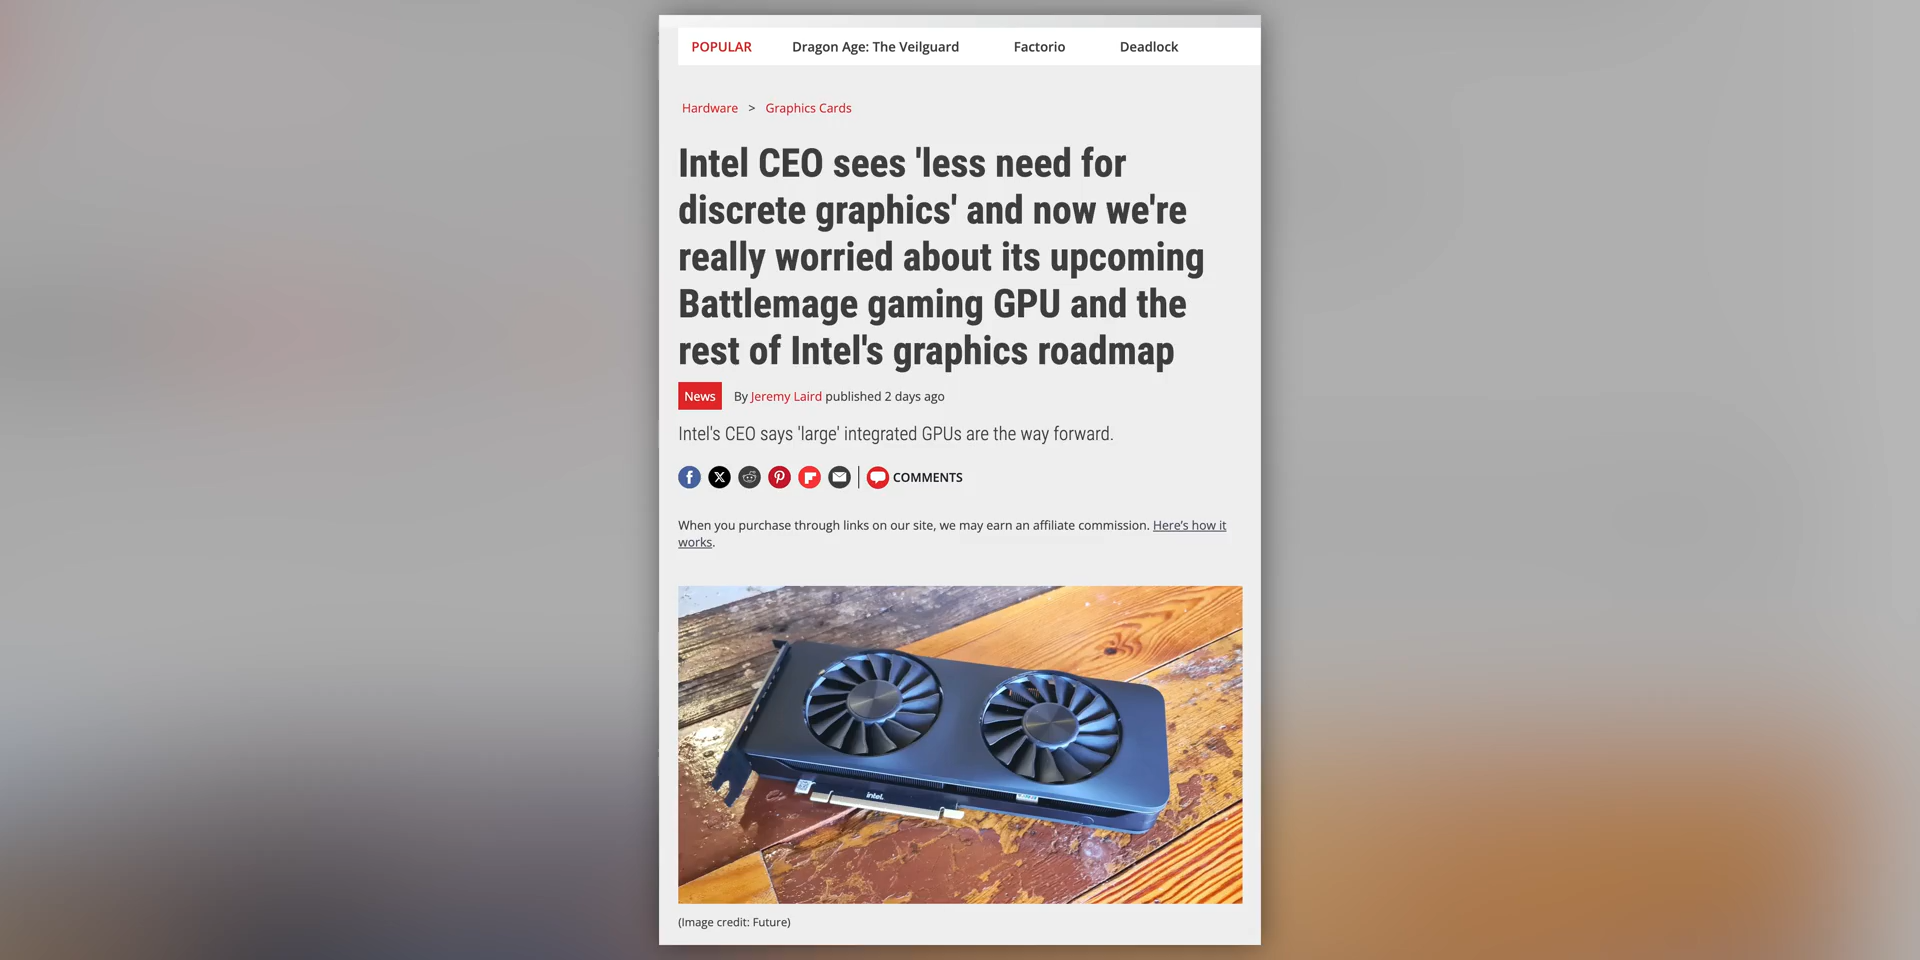 POPULAR Dragon Age: The Veilguard Factorio Deadlock
Hardware > Graphics Cards
Intel CEO sees 'less need for
discrete graphics' and now we're
really worried about its upcoming
Battlemage gaming GPU and the
rest of Intel's graphics roadmap
News By Jeremy Laird published 2 days ago
Intel's CEO says 'large' integrated GPUs are the way forward.
COMMENTS
When you purchase through links on our site, we may earn an affiliate commission. Here's how it
works.
intel.
(Image credit: Future)